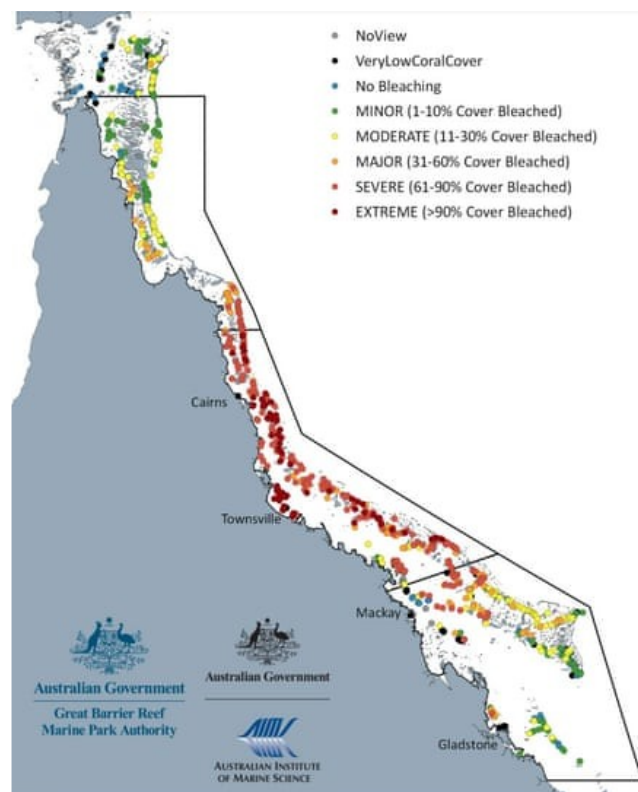 NoView
VeryLowCoralCover
No Bleaching
MINOR (1-10% Cover Bleached)
MODERATE (11-30% Cover Bleached)
MAJOR (31-60% Cover Bleached)
SEVERE (61-90% Cover Bleached)
EXTREME (>90% Cover Bleached)
Cairns
Townsville
Mackay
Australian Government
Great Barrier Reef
Marine Park Authority
Australian Government
AIMS
AUSTRALIAN INSTITUTE
OF MARINE SCIENCE
Gladstone